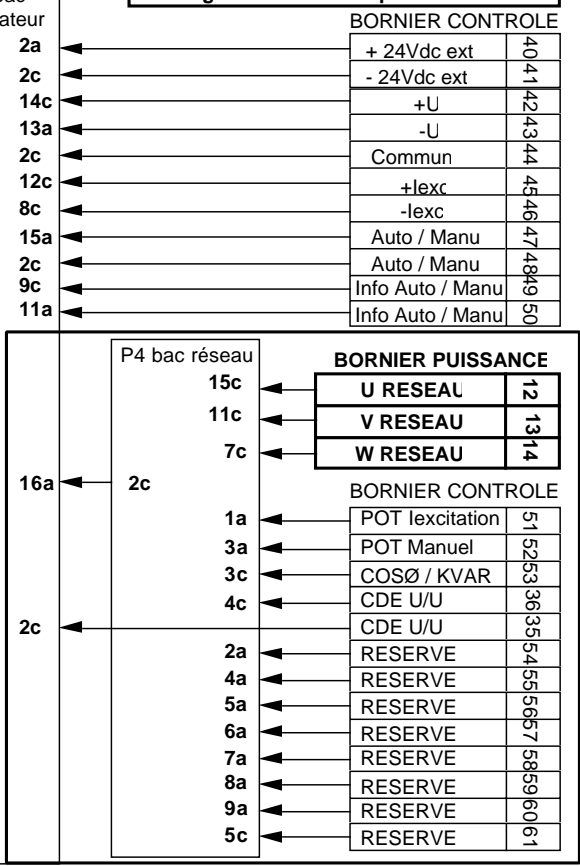 ateur
BORNIER CONTROLE
2a + 24Vdc ext 40
2c - 24Vdc ext 41
14c +U 42
13a -U 43
2c Commun 44
12c +Iexc 45
8c -Iexc 46
15a Auto / Manu 47
2c Auto / Manu 48
9c Info Auto / Manu 49
11a Info Auto / Manu 50
P4 bac réseau BORNIER PUISSANCE
15c U RESEAU 12
11c V RESEAU 13
7c W RESEAU 14
16a 2c
BORNIER CONTROLE
1a POT Iexcitation 51
3a POT Manuel 52
3c COSØ / KVAR 53
4c CDE U/U 36
2c CDE U/U 35
2a RESERVE 54
4a RESERVE 55
5a RESERVE 56
6a RESERVE 57
7a RESERVE 58
8a RESERVE 59
9a RESERVE 60
5c RESERVE 61